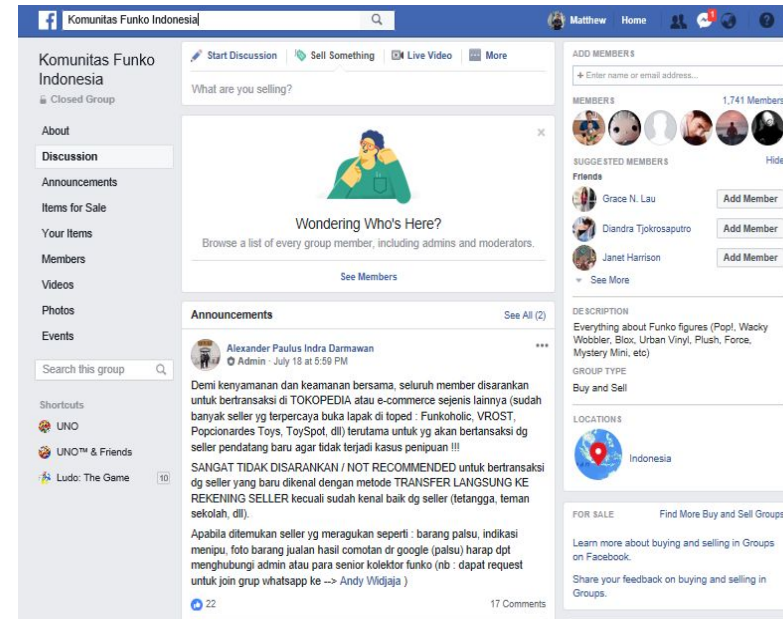 Komunitas Funko Indonesia
Matthew
Home
?
Komunitas Funko
Indonesia
Closed Group
About
Discussion
Announcements
Items for Sale
Your Items
Members
Videos
Photos
Events
Search this group
Shortcuts
UNO
UNO™ & Friends
Ludo: The Game 10
Start Discussion
Sell Something
Live Video
More
What are you selling?
Wondering Who's Here?
Browse a list of every group member, including admins and moderators.
See Members
Announcements
See All (2)
Alexander Paulus Indra Darmawan
Admin · July 18 at 5:59 PM
Demi kenyamanan dan keamanan bersama, seluruh member disarankan
untuk bertransaksi di TOKOPEDIA atau e-commerce sejenis lainnya (sudah
banyak seller yg terpercaya buka lapak di toped : Funkoholic, VROST,
Popcionardes Toys, ToySpot, dll) terutama untuk yg akan bertansaksi dg
seller pendatang baru agar tidak terjadi kasus penipuan !!!
SANGAT TIDAK DISARANKAN / NOT RECOMMENDED untuk bertransaksi
dg seller yang baru dikenal dengan metode TRANSFER LANGSUNG KE
REKENING SELLER kecuali sudah kenal baik dg seller (tetangga, teman
sekolah, dll).
Apabila ditemukan seller yg meragukan seperti : barang palsu, indikasi
menipu, foto barang jualan hasil comotan dr google (palsu) harap dpt
menghubungi admin atau para senior kolektor funko (nb : dapat request
untuk join grup whatsapp ke --> Andy Widjaja )
22
17 Comments
ADD MEMBERS
+ Enter name or email address...
MEMBERS
1,741 Members
SUGGESTED MEMBERS
Hide
Friends
Grace N. Lau
Add Member
Diandra Tjokrosaputro
Add Member
Janet Harrison
Add Member
See More
DESCRIPTION
Everything about Funko figures (Pop!, Wacky
Wobbler, Blox, Urban Vinyl, Plush, Force,
Mystery Mini, etc)
GROUP TYPE
Buy and Sell
LOCATIONS
Indonesia
FOR SALE
Find More Buy and Sell Groups
Learn more about buying and selling in Groups
on Facebook.
Share your feedback on buying and selling in
Groups.